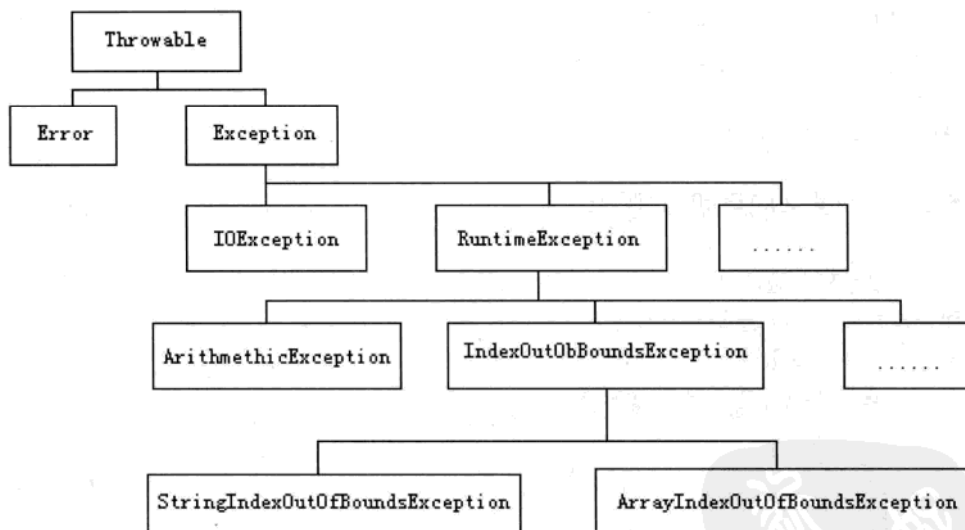 Throwable
Error
Exception
IOException
RuntimeException
......
ArithmethicException
IndexOutObBoundsException
......
StringIndexOutOfBoundsException
ArrayIndexOutOfBoundsException